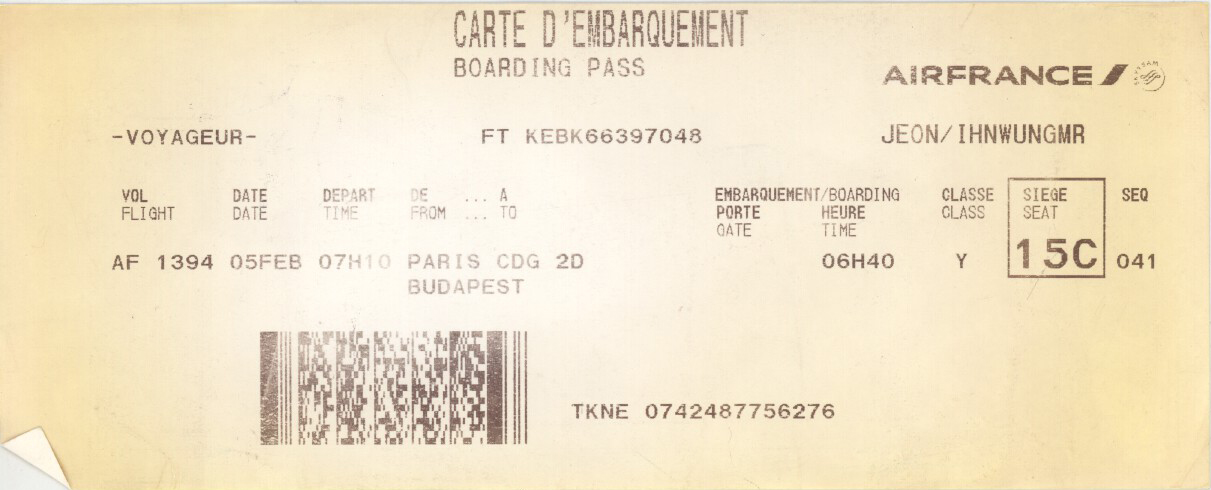 CARTE D'EMBARQUEMENT
BOARDING PASS
AIRFRANCE
-VOYAGEUR- FT KEBK66397048 JEON/IHNWUNGMR
VOL DATE DEPART DE ... A EMBARQUEMENT/BOARDING CLASSE SIEGE SEQ
FLIGHT DATE TIME FROM ... TO PORTE HEURE CLASS SEAT
GATE TIME
AF 1394 05FEB 07H10 PARIS CDG 2D 06H40 Y 15C 041
BUDAPEST
TKNE 0742487756276